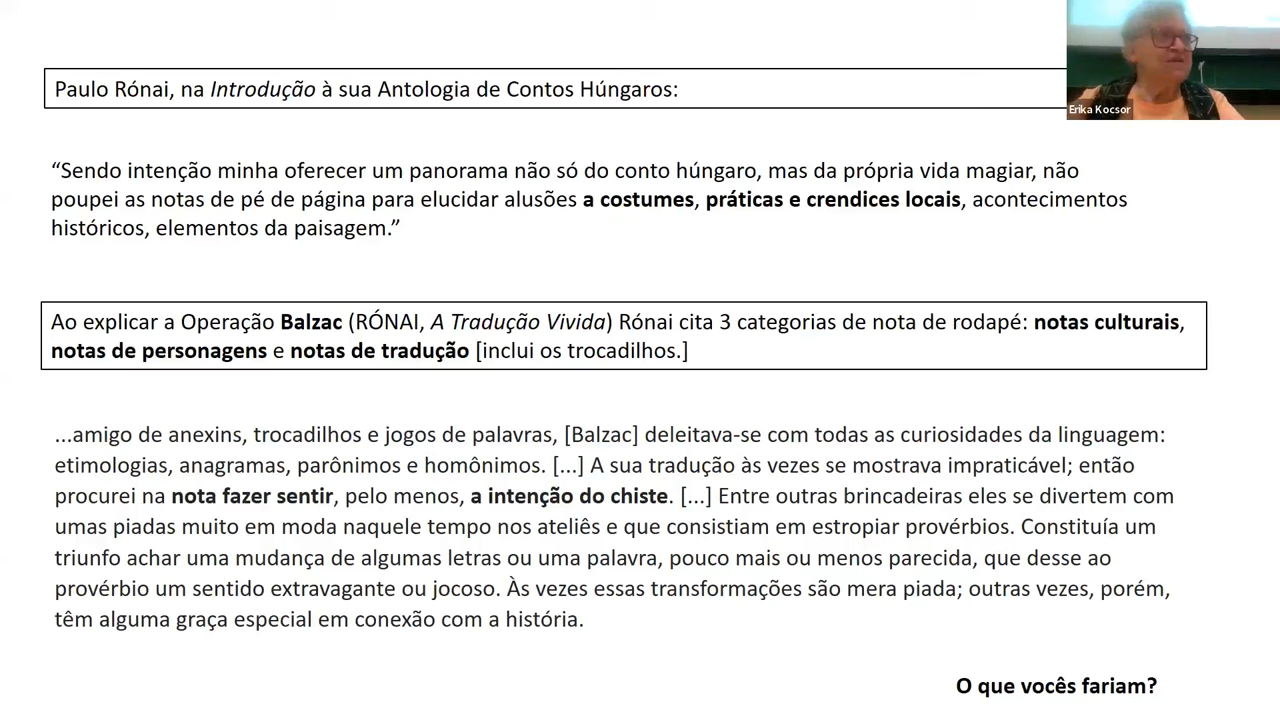 Paulo Rónai, na Introdução à sua Antologia de Contos Húngaros:
Erika Kocsor
“Sendo intenção minha oferecer um panorama não só do conto húngaro, mas da própria vida magiar, não
poupei as notas de pé de página para elucidar alusões a costumes, práticas e crendices locais, acontecimentos
históricos, elementos da paisagem.”
Ao explicar a Operação Balzac (RÓNAI, A Tradução Vivida) Rónai cita 3 categorias de nota de rodapé: notas culturais,
notas de personagens e notas de tradução [inclui os trocadilhos.]
...amigo de anexins, trocadilhos e jogos de palavras, [Balzac] deleitava-se com todas as curiosidades da linguagem:
etimologias, anagramas, parônimos e homônimos. [...] A sua tradução às vezes se mostrava impraticável; então
procurei na nota fazer sentir, pelo menos, a intenção do chiste. [...] Entre outras brincadeiras eles se divertem com
umas piadas muito em moda naquele tempo nos ateliês e que consistiam em estropiar provérbios. Constituía um
triunfo achar uma mudança de algumas letras ou uma palavra, pouco mais ou menos parecida, que desse ao
provérbio um sentido extravagante ou jocoso. Às vezes essas transformações são mera piada; outras vezes, porém,
têm alguma graça especial em conexão com a história.
O que vocês fariam?